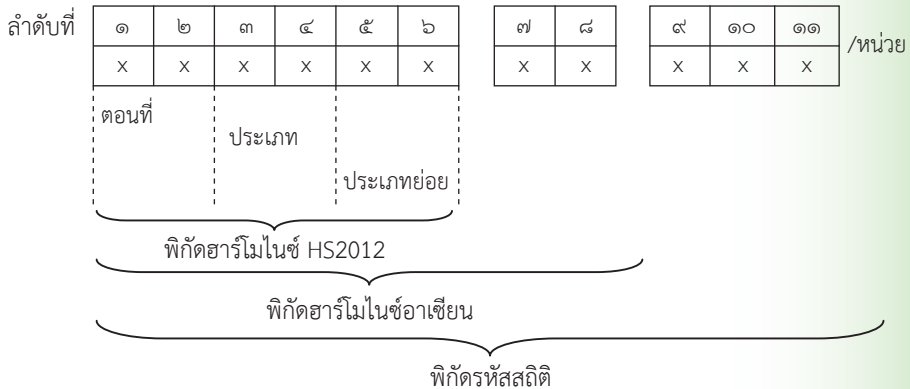 ลำดับที่ ๑ ๒ ๓ ๔ ๕ ๖ ๗ ๘ ๙ ๑๐ ๑๑ /หน่วย
x x x x x x x x x x x
ตอนที่
ประเภท
ประเภทย่อย
พิกัดฮาร์โมไนซ์ HS2012
พิกัดฮาร์โมไนซ์อาเซียน
พิกัดรหัสสถิติ